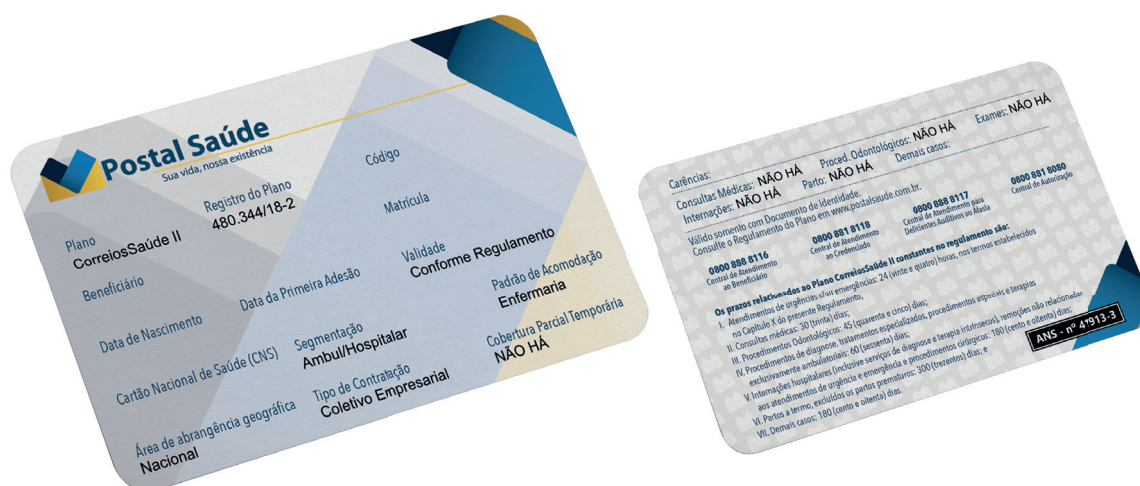 Postal Saúde
Sua vida, nossa existência
Registro do Plano
480.344/18-2
Código
Plano
CorreiosSaúde II
Matrícula
Beneficiário
Data da Primeira Adesão
Validade
Conforme Regulamento
Data de Nascimento
Segmentação
Ambul/Hospitalar
Padrão de Acomodação
Enfermaria
Cartão Nacional de Saúde (CNS)
Tipo de Contratação
Coletivo Empresarial
Cobertura Parcial Temporária
NÃO HÁ
Área de abrangência geográfica
Nacional
Carências:
Consultas Médicas: NÃO HÁ Proced. Odontológicos: NÃO HÁ Exames: NÃO HÁ
Internações: NÃO HÁ Parto: NÃO HÁ Demais casos:
Válido somento com Documento de Identidade.
Consulte o Regulamento do Plano em www.postalsaude.com.br.
0800 888 8116
Central de Atendimento
ao Beneficiário
0800 881 8118
Central de Atendimento
ao Credenciado
0800 888 8117
Central de Atendimento para
Deficientes Auditivos ou Afasia
0800 881 8080
Central de Autorização
Os prazos relacionados ao Plano CorreiosSaúde II constantes no regulamento são:
I. Atendimentos de urgências e/ou emergências: 24 (vinte e quatro) horas, nos termos estabelecidos
no Capítulo X do presente Regulamento;
II. Consultas médicas: 30 (trinta) dias;
III. Procedimentos Odontológicos: 45 (quarenta e cinco) dias;
IV. Procedimentos de diagnose, tratamentos especializados, procedimentos especiais e terapias
exclusivamente ambulatoriais: 60 (sessenta) dias;
V. Internações hospitalares (inclusive serviços de diagnose e terapia intrínsecos), remoções não relacionadas
aos atendimentos de urgência e emergência e procedimentos cirúrgicos: 180 (cento e oitenta) dias;
VI. Partos a termo, excluídos os partos prematuros: 300 (trezentos) dias; e
VII. Demais casos: 180 (cento e oitenta) dias.
ANS - nº 41913-3